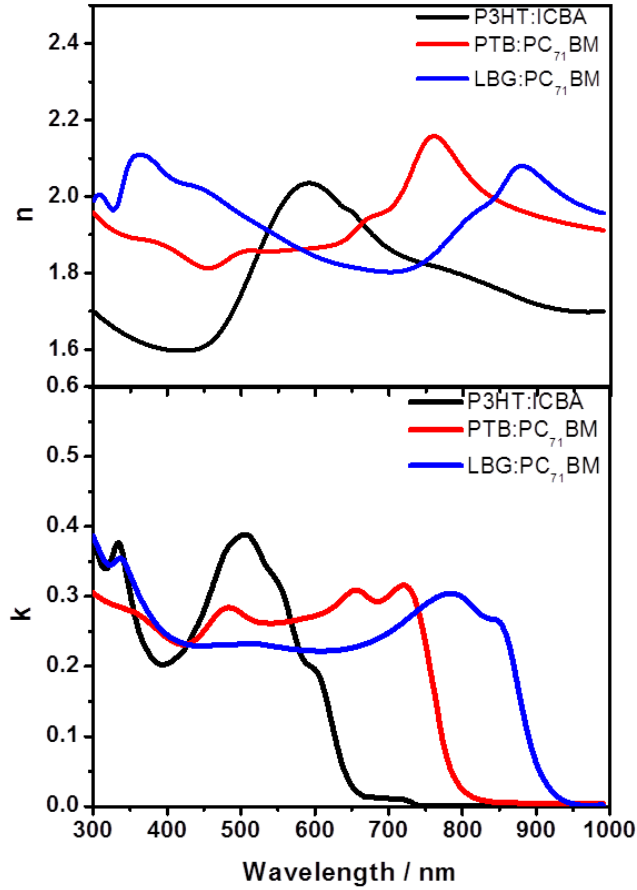 2.4
2.2
2.0
1.8
1.6
n
P3HT:ICBA
PTB:PC₇₁BM
LBG:PC₇₁BM
0.6
0.5
0.4
0.3
0.2
0.1
0.0
k
P3HT:ICBA
PTB:PC₇₁BM
LBG:PC₇₁BM
300 400 500 600 700 800 900 1000
Wavelength / nm